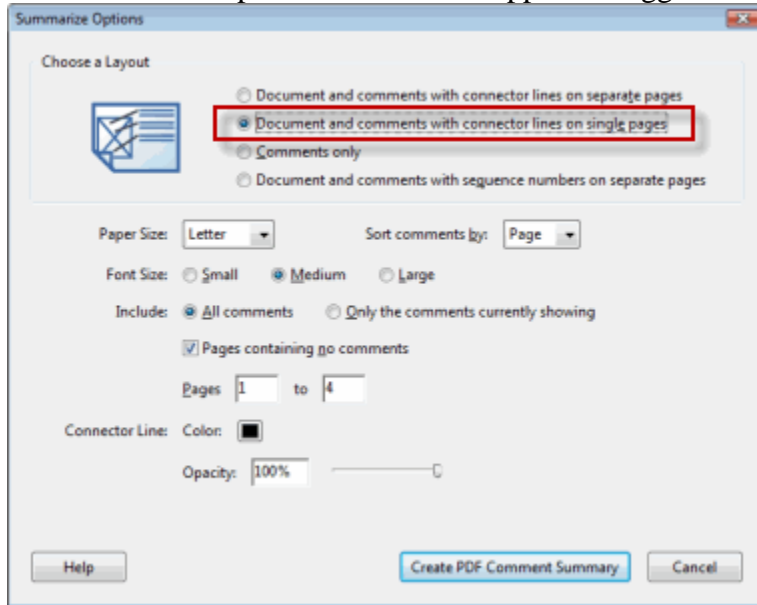 Summarize Options
Choose a Layout
Document and comments with connector lines on separate pages
Document and comments with connector lines on single pages
Comments only
Document and comments with sequence numbers on separate pages
Paper Size: Letter Sort comments by: Page
Font Size: Small Medium Large
Include: All comments Only the comments currently showing
Pages containing no comments
Pages 1 to 4
Connector Line: Color:
Opacity: 100%
Help Create PDF Comment Summary Cancel